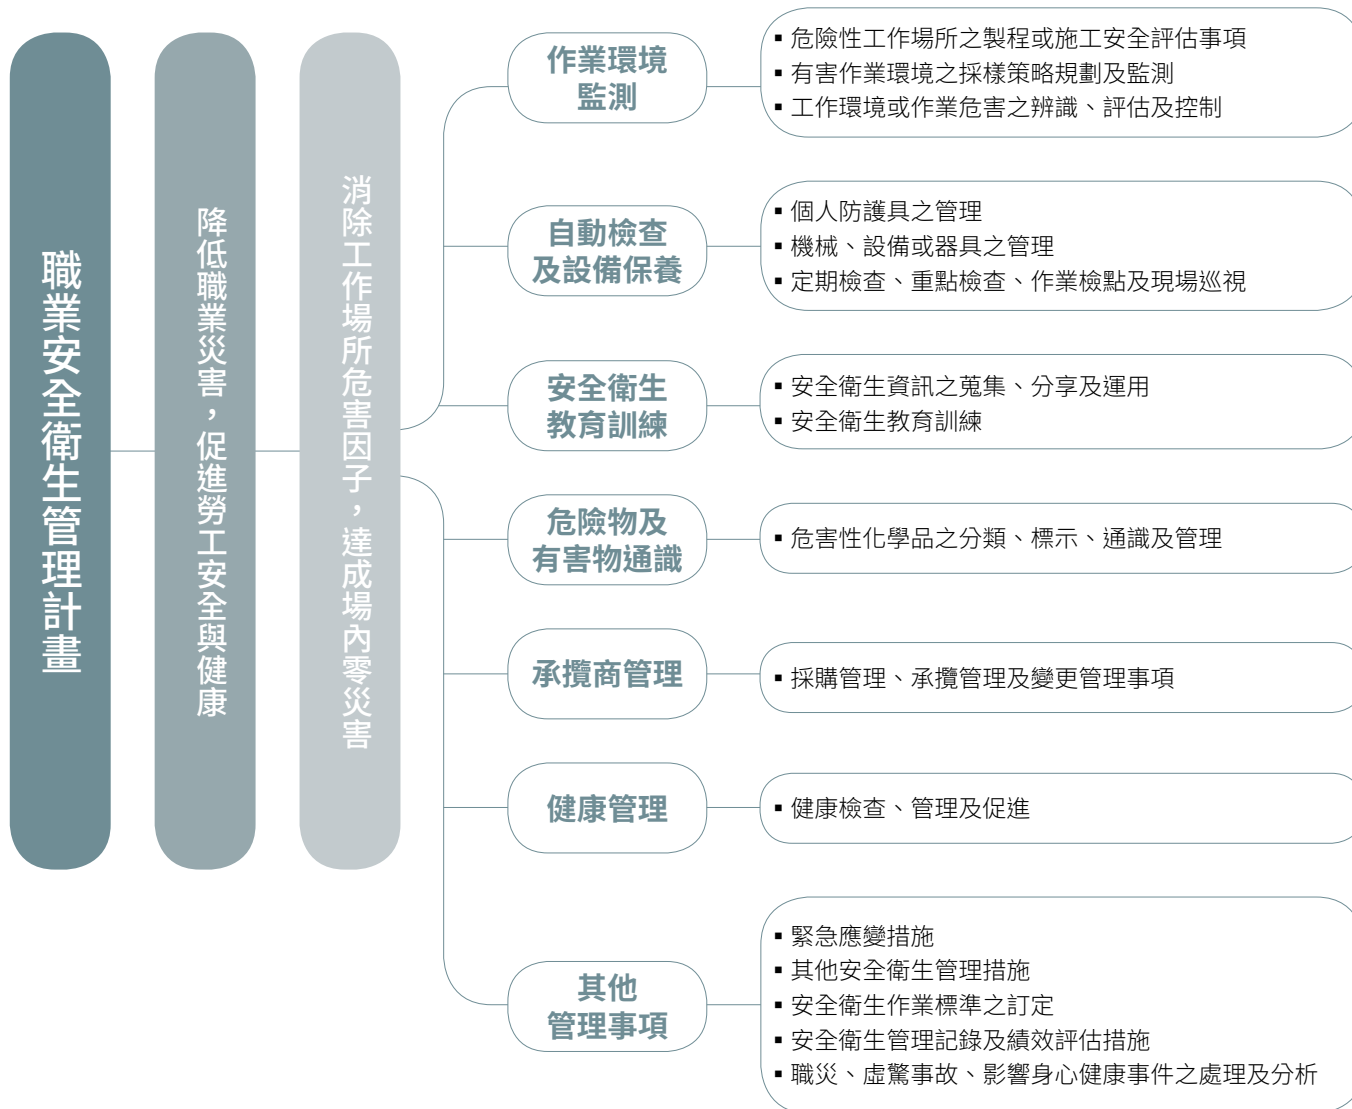 職業安全衛生管理計畫
降低職業災害，促進勞工安全與健康
消除工作場所危害因子，達成場內零災害
作業環境
監測
▪ 危險性工作場所之製程或施工安全評估事項
▪ 有害作業環境之採樣策略規劃及監測
▪ 工作環境或作業危害之辨識、評估及控制
自動檢查
及設備保養
▪ 個人防護具之管理
▪ 機械、設備或器具之管理
▪ 定期檢查、重點檢查、作業檢點及現場巡視
安全衛生
教育訓練
▪ 安全衛生資訊之蒐集、分享及運用
▪ 安全衛生教育訓練
危險物及
有害物通識
▪ 危害性化學品之分類、標示、通識及管理
承攬商管理
▪ 採購管理、承攬管理及變更管理事項
健康管理
▪ 健康檢查、管理及促進
其他
管理事項
▪ 緊急應變措施
▪ 其他安全衛生管理措施
▪ 安全衛生作業標準之訂定
▪ 安全衛生管理記錄及績效評估措施
▪ 職災、虛驚事故、影響身心健康事件之處理及分析